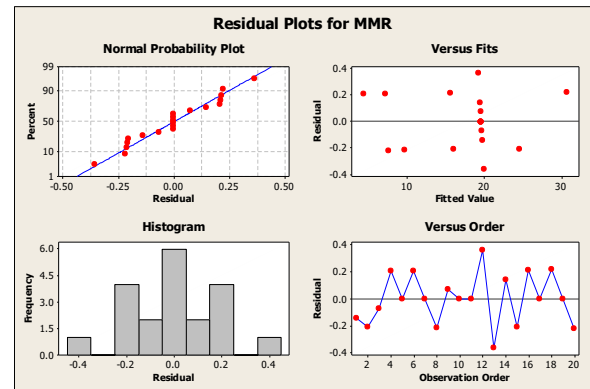 Residual Plots for MMR
Normal Probability Plot
99
90
50
10
1
Percent
-0.50 -0.25 0.00 0.25 0.50
Residual
Versus Fits
0.4
0.2
0.0
-0.2
-0.4
Residual
10 20 30
Fitted Value
Histogram
6.0
4.5
3.0
1.5
0.0
Frequency
-0.4 -0.2 0.0 0.2 0.4
Residual
Versus Order
0.4
0.2
0.0
-0.2
-0.4
Residual
2 4 6 8 10 12 14 16 18 20
Observation Order